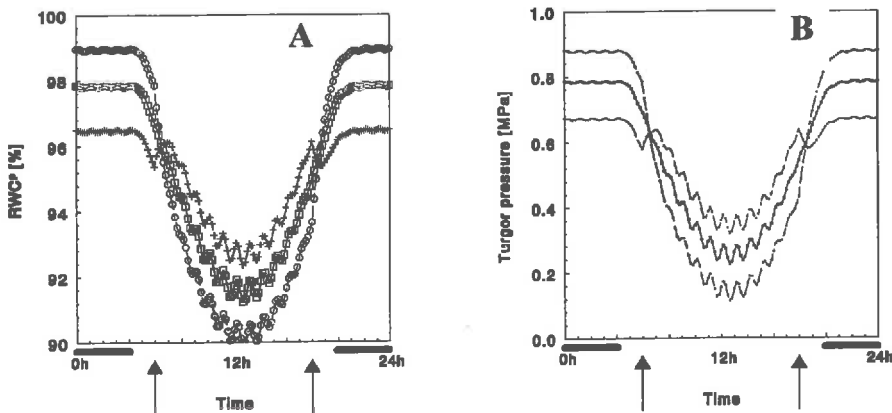 A
100
98
96
94
92
90
RWCᵖ [%]
0h
12h
24h
Time
B
1.0
0.8
0.6
0.4
0.2
0.0
Turgor pressure [MPa]
0h
12h
24h
Time